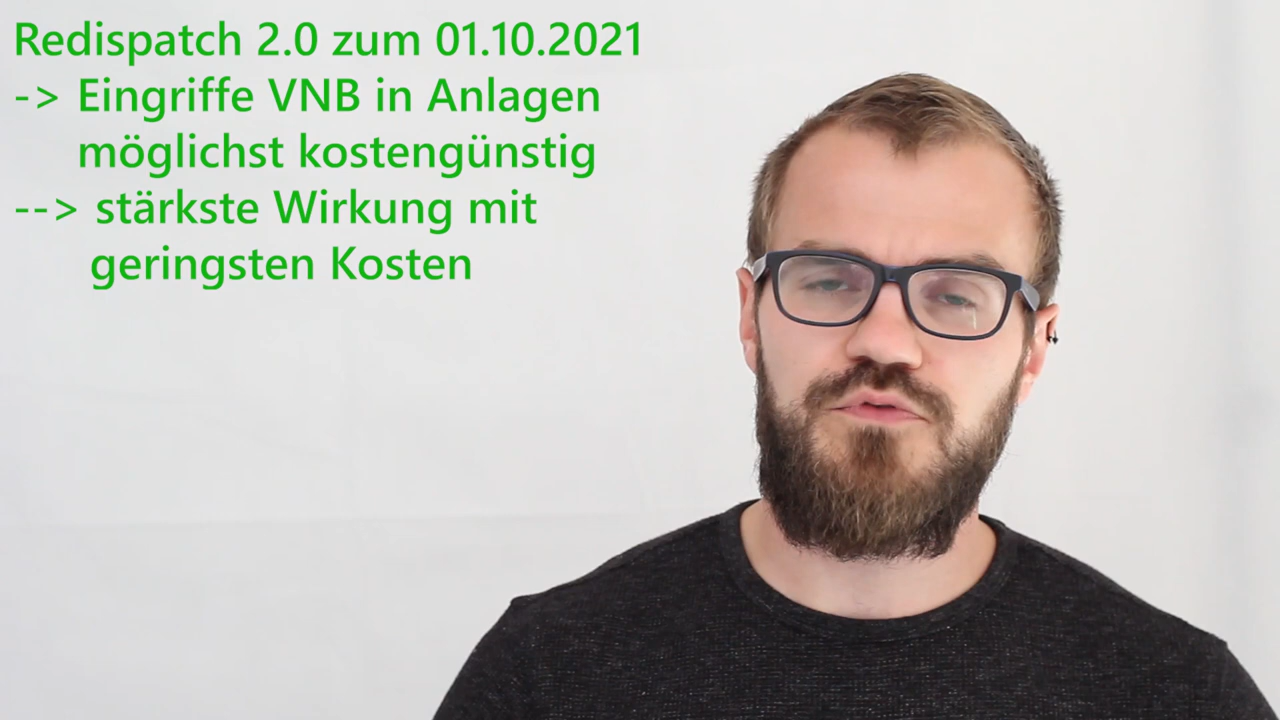 Redispatch 2.0 zum 01.10.2021
-> Eingriffe VNB in Anlagen
möglichst kostengünstig
--> stärkste Wirkung mit
geringsten Kosten